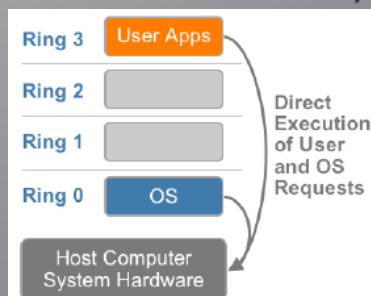 Ring 3
User Apps
Ring 2
Ring 1
Ring 0
OS
Direct
Execution
of User
and OS
Requests
Host Computer
System Hardware